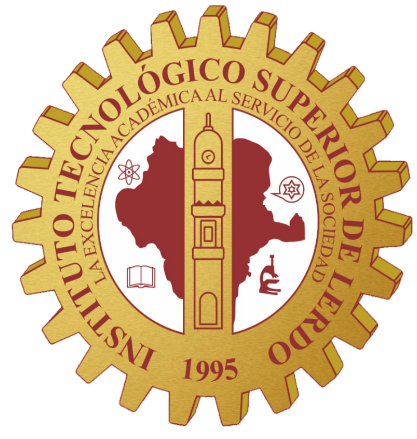 INSTITUTO TECNOLÓGICO SUPERIOR DE LERDO
LA EXCELENCIA ACADÉMICA AL SERVICIO DE LA SOCIEDAD
1995